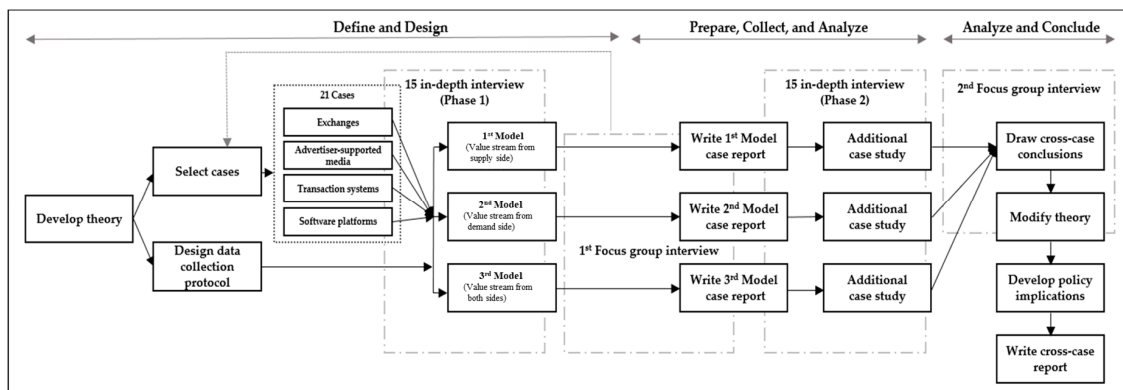 Define and Design
Prepare, Collect, and Analyze
Analyze and Conclude
15 in-depth interview
(Phase 1)
15 in-depth interview
(Phase 2)
2nd Focus group interview
21 Cases
Exchanges
Advertiser-supported
media
Transaction systems
Software platforms
Develop theory
Select cases
Design data
collection
protocol
1st Model
(Value stream from
supply side)
2nd Model
(Value stream from
demand side)
3rd Model
(Value stream from
both sides)
1st Focus group interview
Write 1st Model
case report
Write 2nd Model
case report
Write 3rd Model
case report
Additional
case study
Additional
case study
Additional
case study
Draw cross-case
conclusions
Modify theory
Develop policy
implications
Write cross-case
report